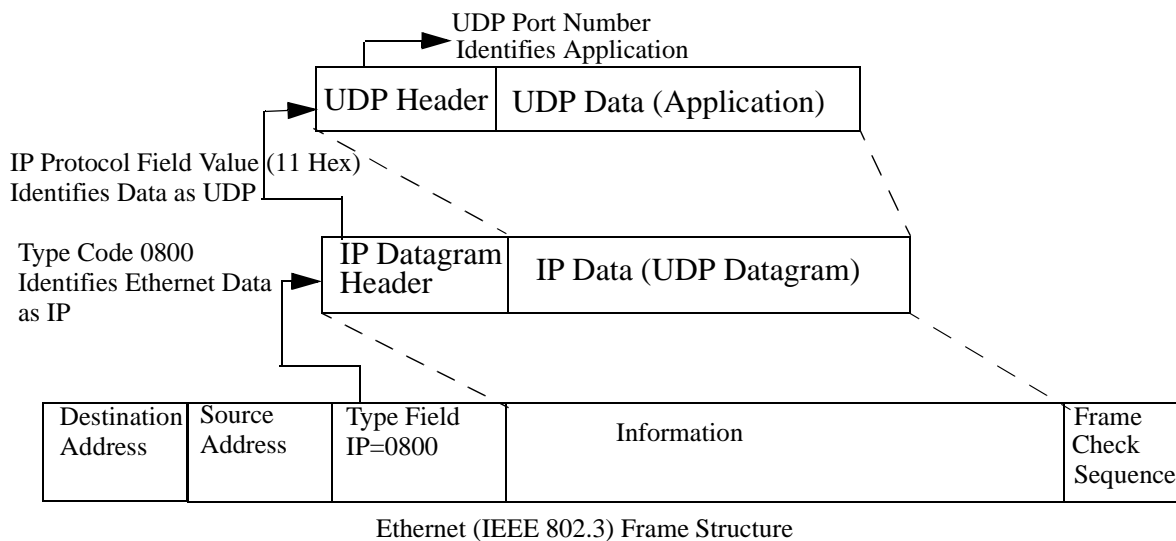 UDP Port Number
Identifies Application
UDP Header
UDP Data (Application)
IP Protocol Field Value (11 Hex)
Identifies Data as UDP
Type Code 0800
Identifies Ethernet Data
as IP
IP Datagram
Header
IP Data (UDP Datagram)
Destination
Address
Source
Address
Type Field
IP=0800
Information
Frame
Check
Sequence
Ethernet (IEEE 802.3) Frame Structure